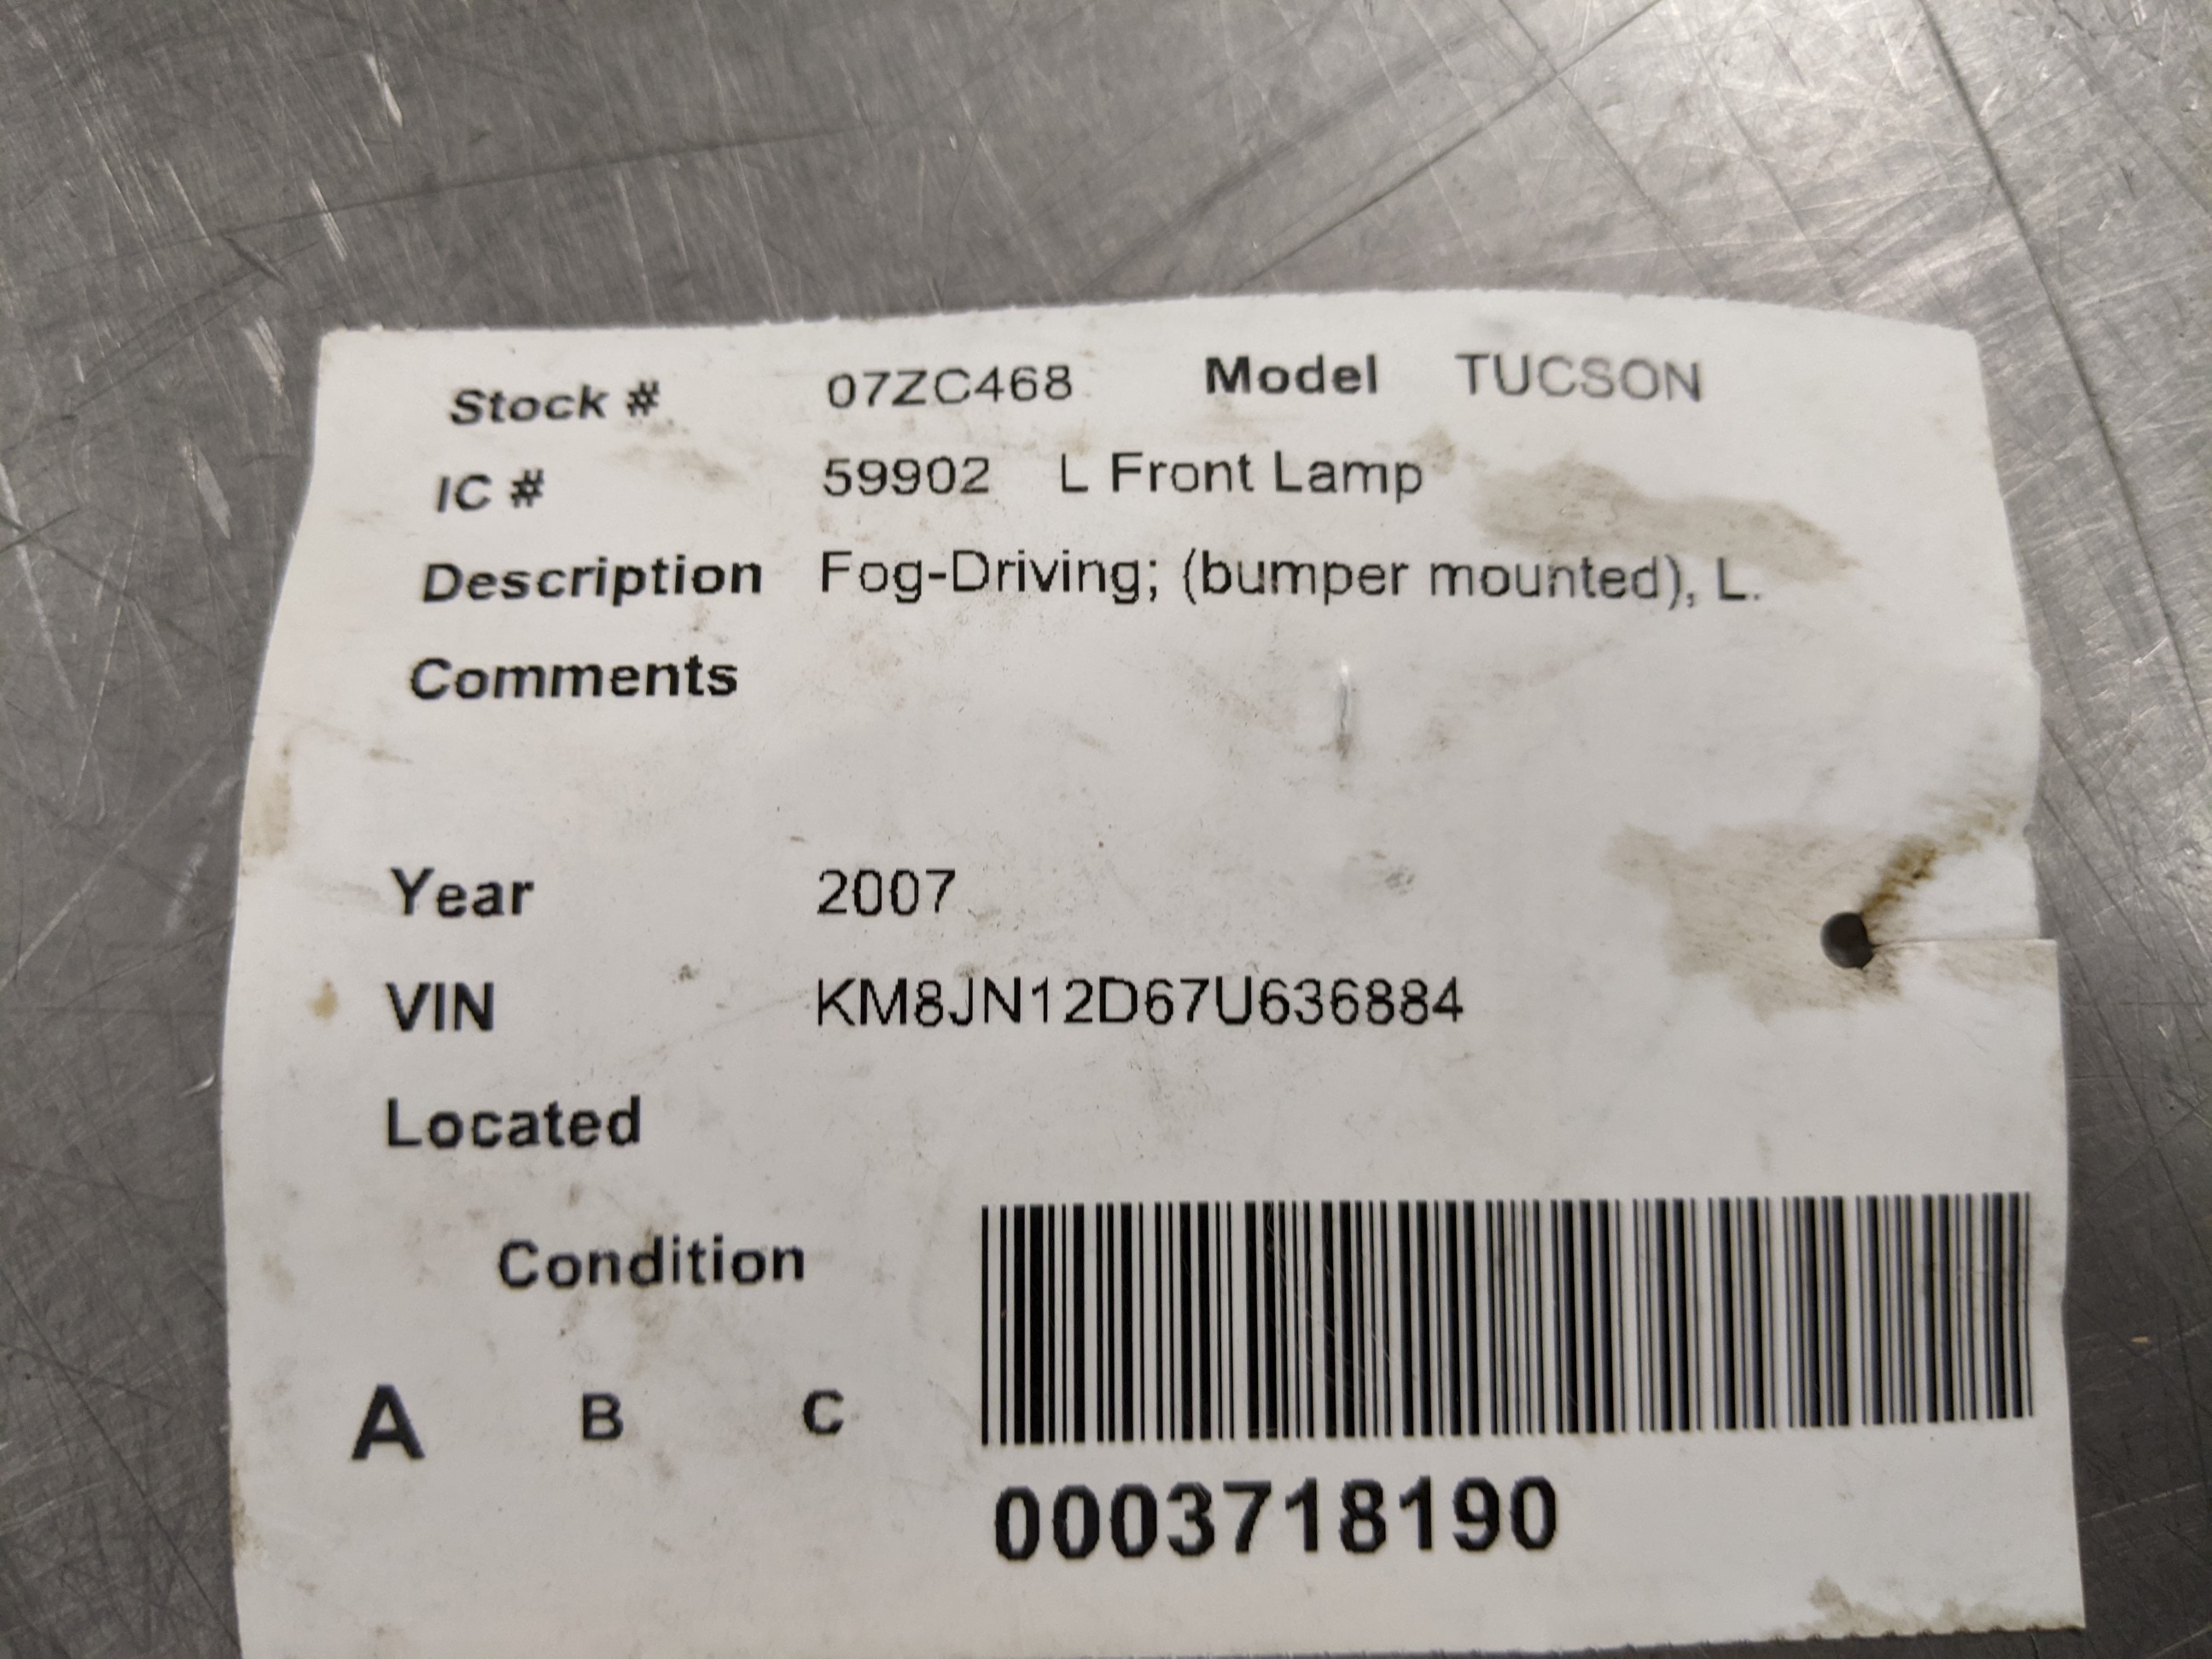 Stock # 07ZC468 Model TUCSON
IC # 59902 L Front Lamp
Description Fog-Driving; (bumper mounted), L.
Comments
Year 2007
VIN KM8JN12D67U636884
Located
Condition
A B C
0003718190